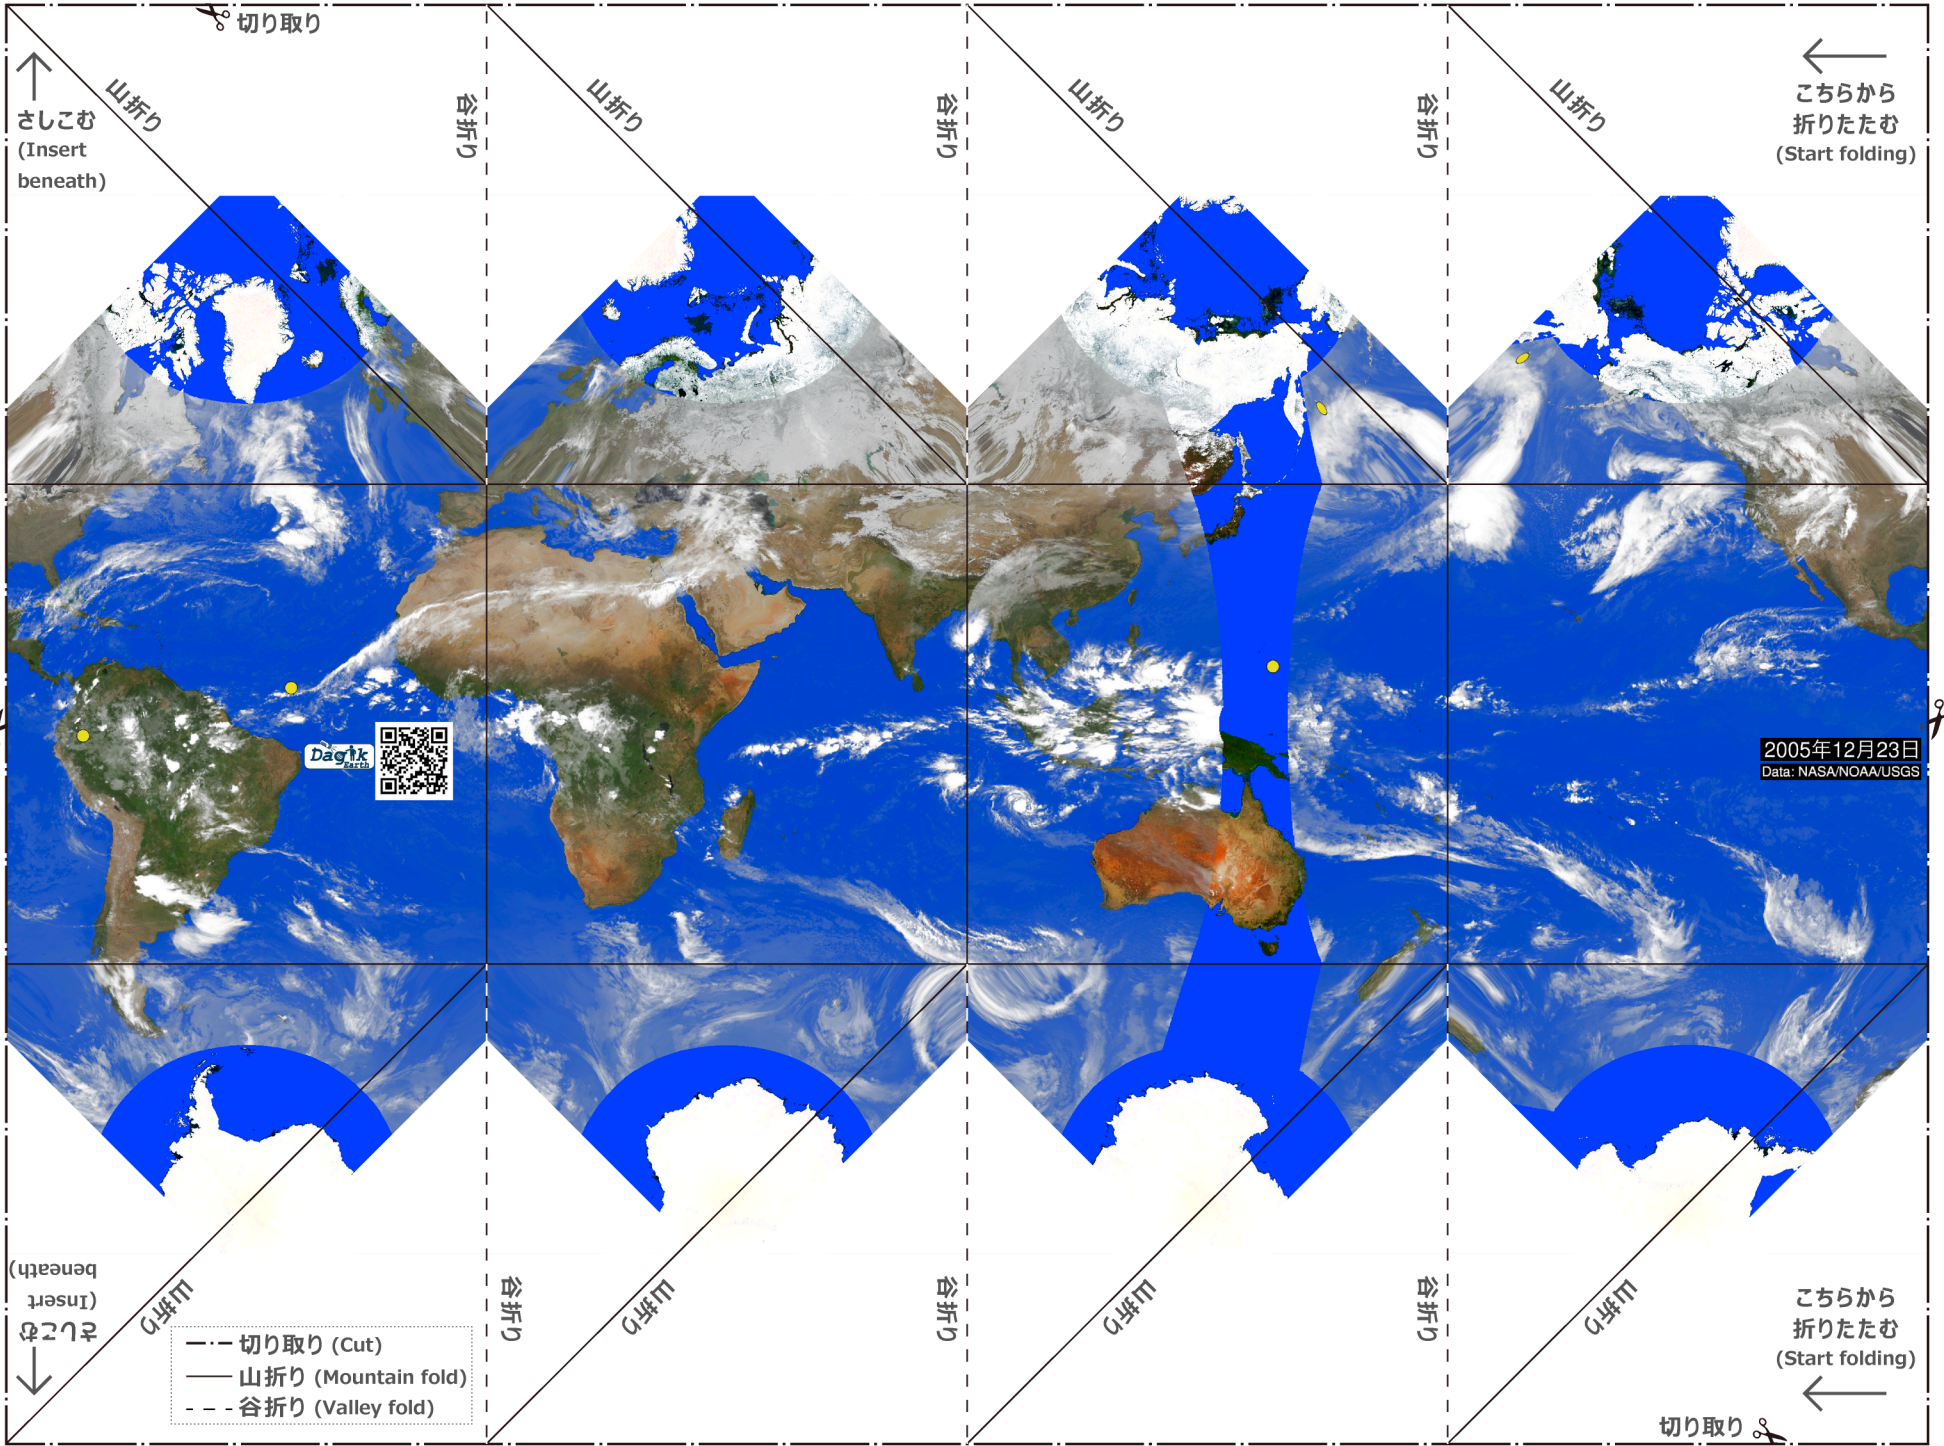 切り取り
さしこむ
(Insert
beneath)
山折り
谷折り
山折り
谷折り
山折り
谷折り
山折り
こちらから
折りたたむ
(Start folding)
Dagik
Earth
2005年12月23日
Data: NASA/NOAA/USGS
さしこむ
(Insert
beneath)
山折り
谷折り
山折り
谷折り
山折り
谷折り
山折り
こちらから
折りたたむ
(Start folding)
切り取り (Cut)
山折り (Mountain fold)
谷折り (Valley fold)
切り取り